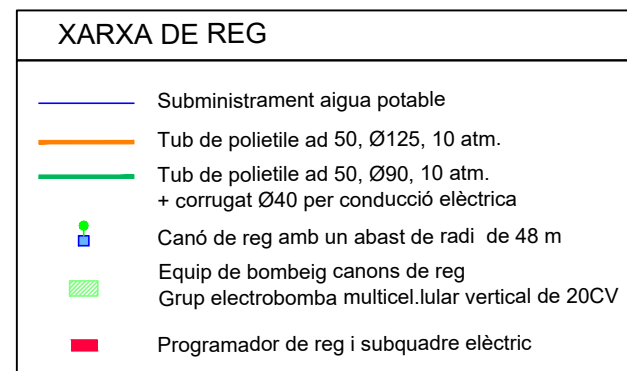 XARXA DE REG
Subministrament aigua potable
Tub de polietile ad 50, Ø125, 10 atm.
Tub de polietile ad 50, Ø90, 10 atm.
+ corrugat Ø40 per conducció elèctrica
Canó de reg amb un abast de radi de 48 m
Equip de bombeig canons de reg
Grup electrobomba multicel.lular vertical de 20CV
Programador de reg i subquadre elèctric